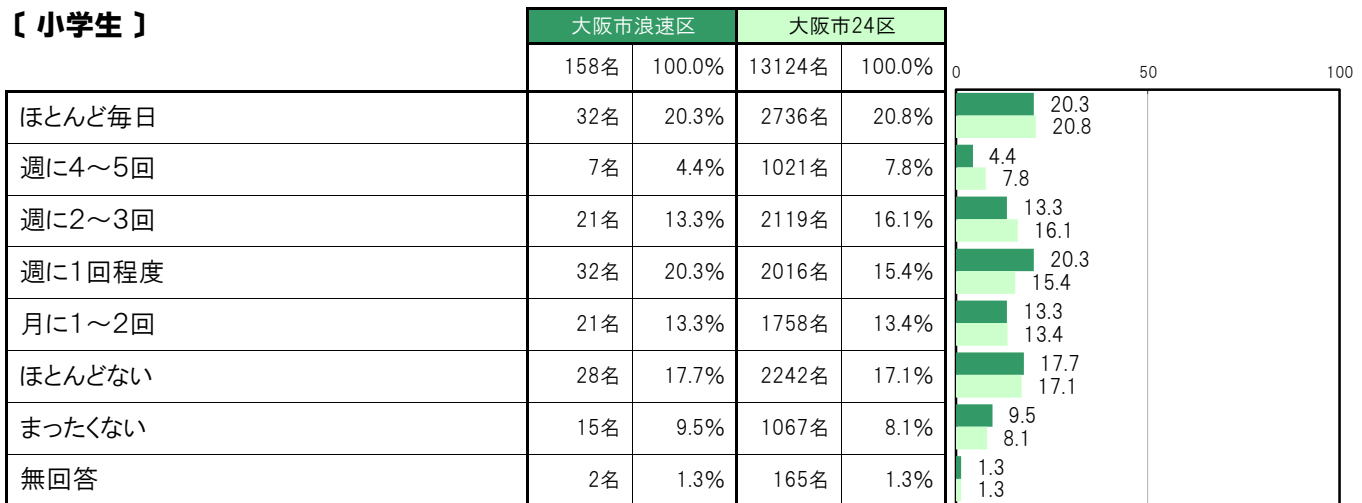 〔 小学生 〕
大阪市浪速区 大阪市24区
158名 100.0% 13124名 100.0%
0 50 100
ほとんど毎日 32名 20.3% 2736名 20.8% 20.3
20.8
週に4～5回 7名 4.4% 1021名 7.8% 4.4
7.8
週に2～3回 21名 13.3% 2119名 16.1% 13.3
16.1
週に1回程度 32名 20.3% 2016名 15.4% 20.3
15.4
月に1～2回 21名 13.3% 1758名 13.4% 13.3
13.4
ほとんどない 28名 17.7% 2242名 17.1% 17.7
17.1
まったくない 15名 9.5% 1067名 8.1% 9.5
8.1
無回答 2名 1.3% 165名 1.3% 1.3
1.3